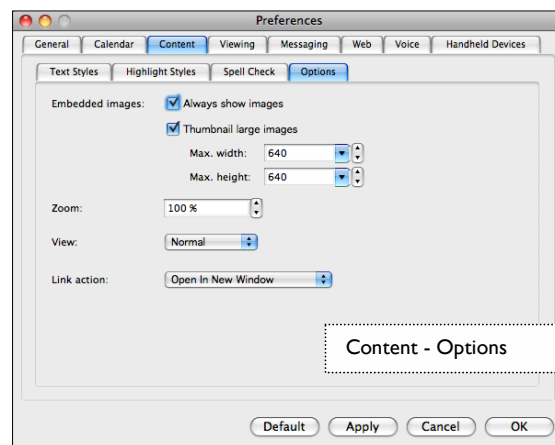 Preferences
General Calendar Content Viewing Messaging Web Voice Handheld Devices
Text Styles Highlight Styles Spell Check Options
Embedded images: Always show images
Thumbnail large images
Max. width: 640
Max. height: 640
Zoom: 100 %
View: Normal
Link action: Open In New Window
Content - Options
Default Apply Cancel OK